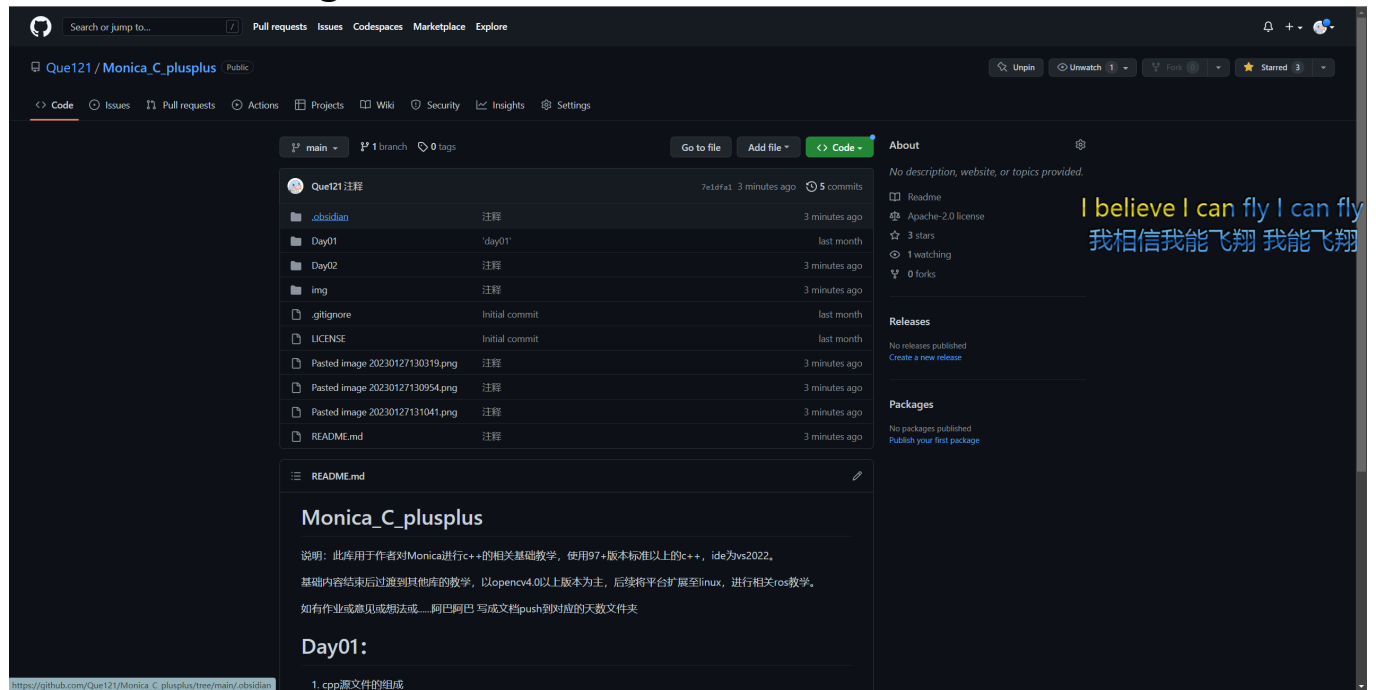 Search or jump to... / Pull requests Issues Codespaces Marketplace Explore
Que121 / Monica_C_plusplus Public Unpin Unwatch 1 Fork 0 Starred 3
Code Issues Pull requests Actions Projects Wiki Security Insights Settings
main 1 branch 0 tags Go to file Add file Code
Que121 注释 7e1dfa1 3 minutes ago 5 commits
.obsidian 注释 3 minutes ago
Day01 'day01' last month
Day02 注释 3 minutes ago
img 注释 3 minutes ago
.gitignore Initial commit last month
LICENSE Initial commit last month
Pasted image 20230127130319.png 注释 3 minutes ago
Pasted image 20230127130954.png 注释 3 minutes ago
Pasted image 20230127131041.png 注释 3 minutes ago
README.md 注释 3 minutes ago
README.md
Monica_C_plusplus
说明：此库用于作者对Monica进行c++的相关基础教学，使用97+版本标准以上的c++，ide为vs2022。
基础内容结束后过渡到其他库的教学，以opencv4.0以上版本为主，后续将平台扩展至linux，进行相关ros教学。
如有作业或意见或想法或......阿巴阿巴 写成文档push到对应的天数文件夹
Day01:
1. cpp源文件的组成
About
No description, website, or topics provided.
Readme
Apache-2.0 license
3 stars
1 watching
0 forks
Releases
No releases published
Create a new release
Packages
No packages published
Publish your first package
I believe I can fly I can fly
我相信我能飞翔 我能飞翔
https://github.com/Que121/Monica_C_plusplus/tree/main/.obsidian